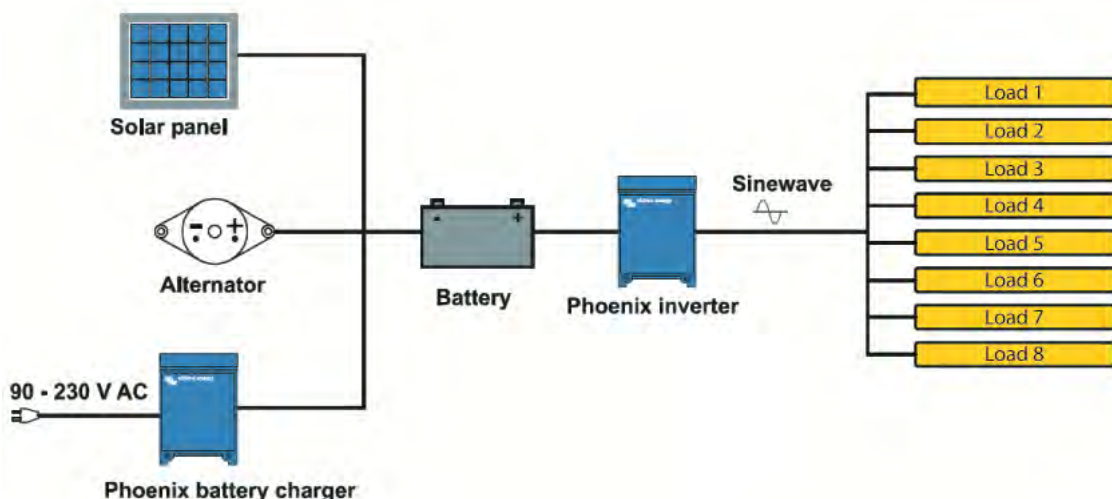 Solar panel
Alternator
90 - 230 V AC
Phoenix battery charger
Battery
Phoenix inverter
Sinewave
Load 1
Load 2
Load 3
Load 4
Load 5
Load 6
Load 7
Load 8